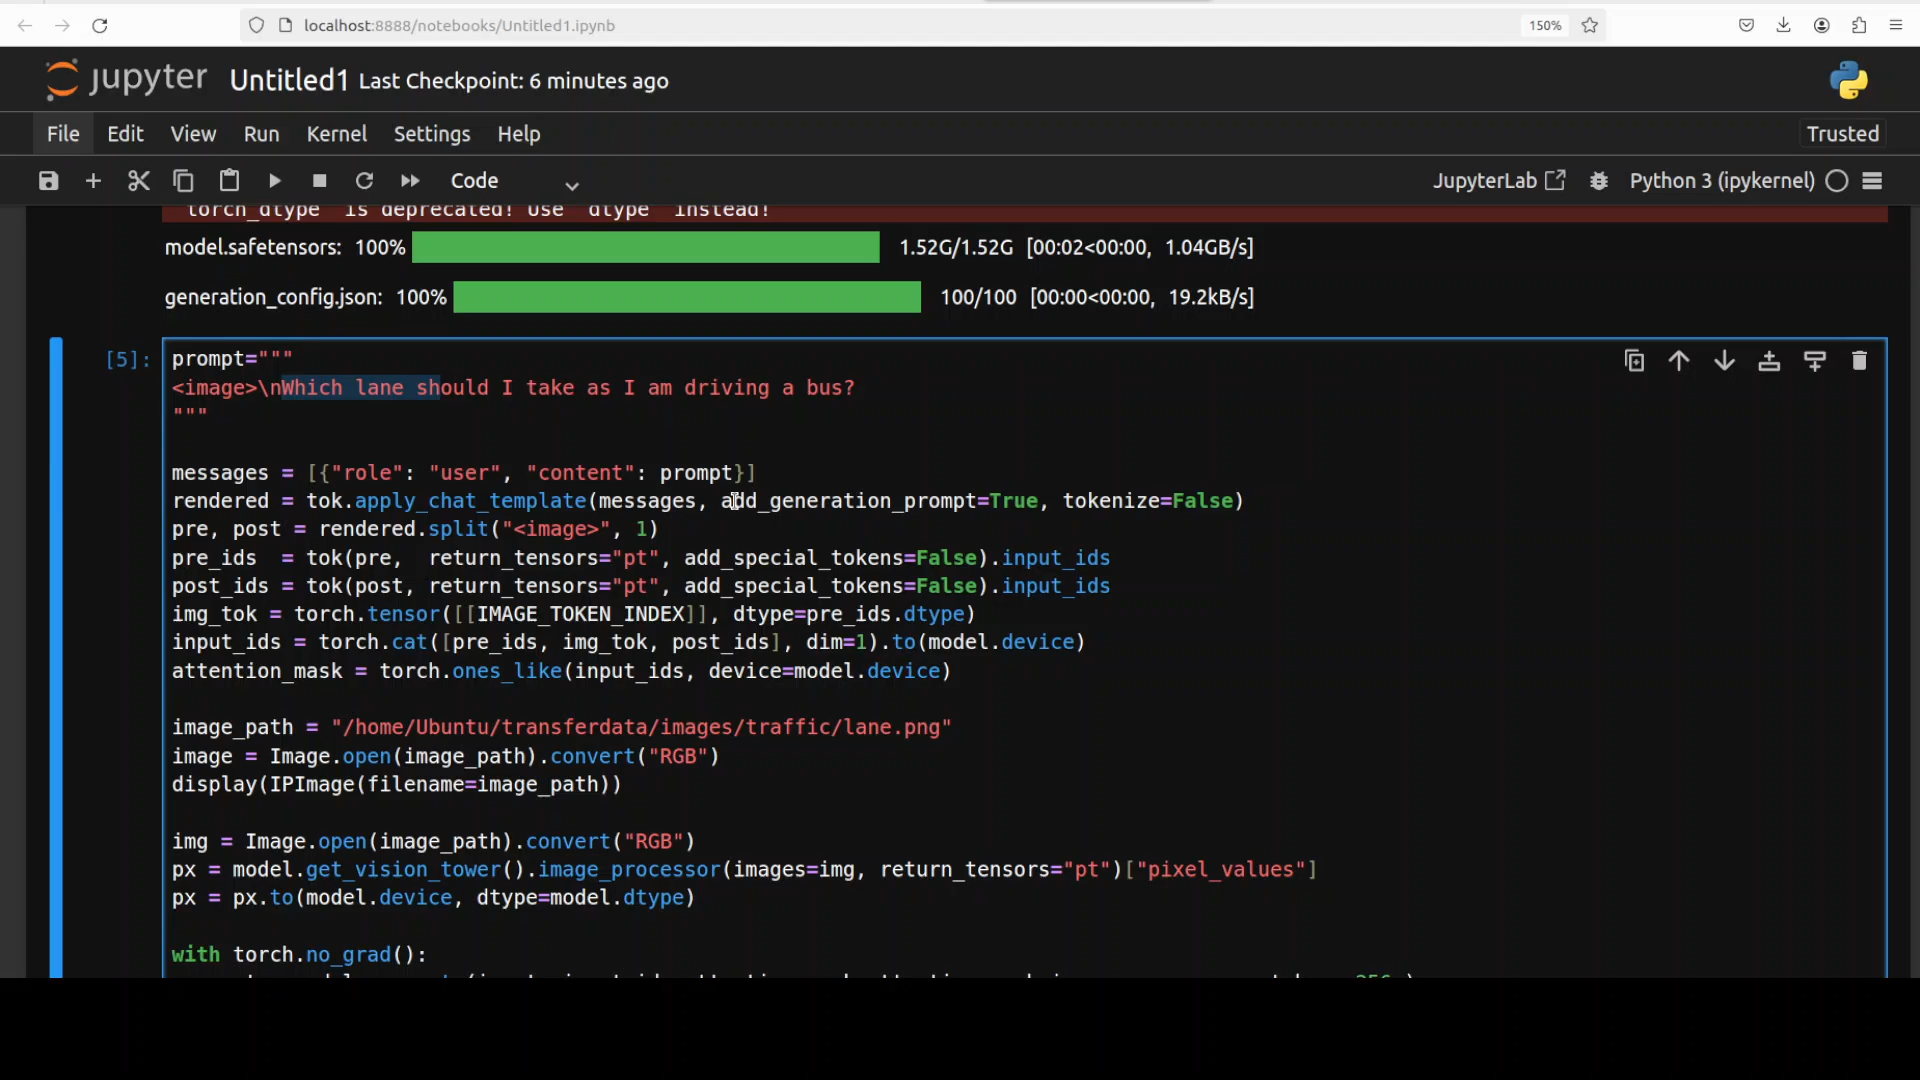 localhost:8888/notebooks/Untitled1.ipynb
150%
jupyter Untitled1 Last Checkpoint: 6 minutes ago
File Edit View Run Kernel Settings Help
Trusted
Code
JupyterLab
Python 3 (ipykernel)
`torch_dtype` is deprecated! Use `dtype` instead!
model.safetensors: 100% 1.52G/1.52G [00:02<00:00, 1.04GB/s]
generation_config.json: 100% 100/100 [00:00<00:00, 19.2kB/s]
[5]: prompt="""
<image>\nWhich lane should I take as I am driving a bus?
"""
messages = [{"role": "user", "content": prompt}]
rendered = tok.apply_chat_template(messages, add_generation_prompt=True, tokenize=False)
pre, post = rendered.split("<image>", 1)
pre_ids  = tok(pre,  return_tensors="pt", add_special_tokens=False).input_ids
post_ids = tok(post, return_tensors="pt", add_special_tokens=False).input_ids
img_tok = torch.tensor([[IMAGE_TOKEN_INDEX]], dtype=pre_ids.dtype)
input_ids = torch.cat([pre_ids, img_tok, post_ids], dim=1).to(model.device)
attention_mask = torch.ones_like(input_ids, device=model.device)
image_path = "/home/Ubuntu/transferdata/images/traffic/lane.png"
image = Image.open(image_path).convert("RGB")
display(IPImage(filename=image_path))
img = Image.open(image_path).convert("RGB")
px = model.get_vision_tower().image_processor(images=img, return_tensors="pt")["pixel_values"]
px = px.to(model.device, dtype=model.dtype)
with torch.no_grad():